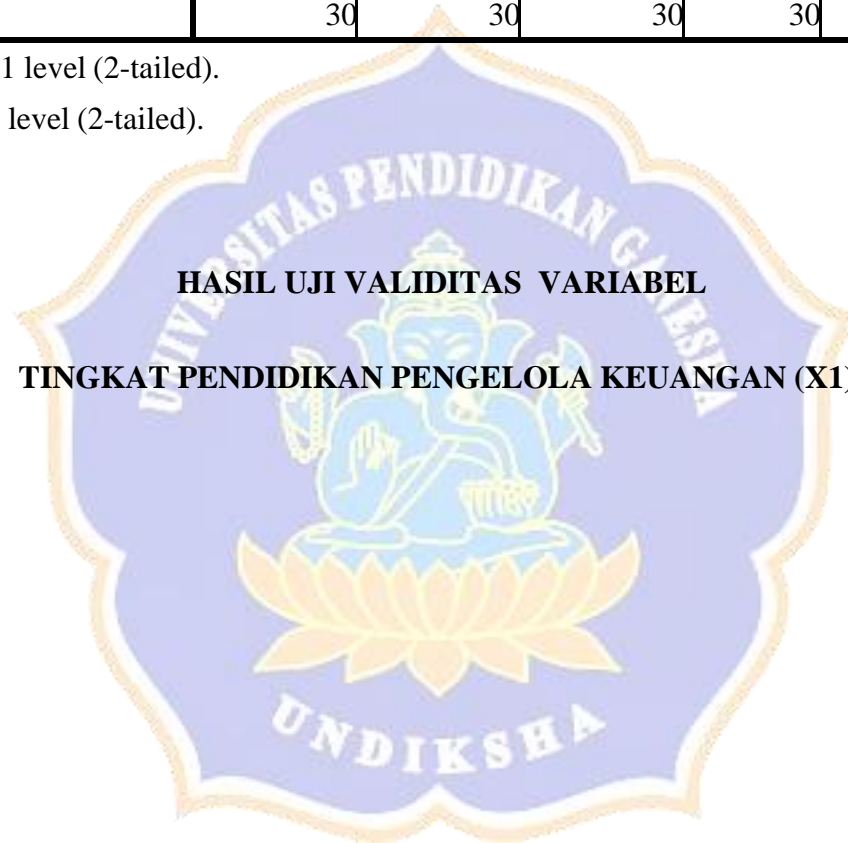 30 30 30 30
1 level (2-tailed).
level (2-tailed).
UNIVERSITAS PENDIDIKAN GANESHA
HASIL UJI VALIDITAS VARIABEL
TINGKAT PENDIDIKAN PENGELOLA KEUANGAN (X1)
UNDIKSHA